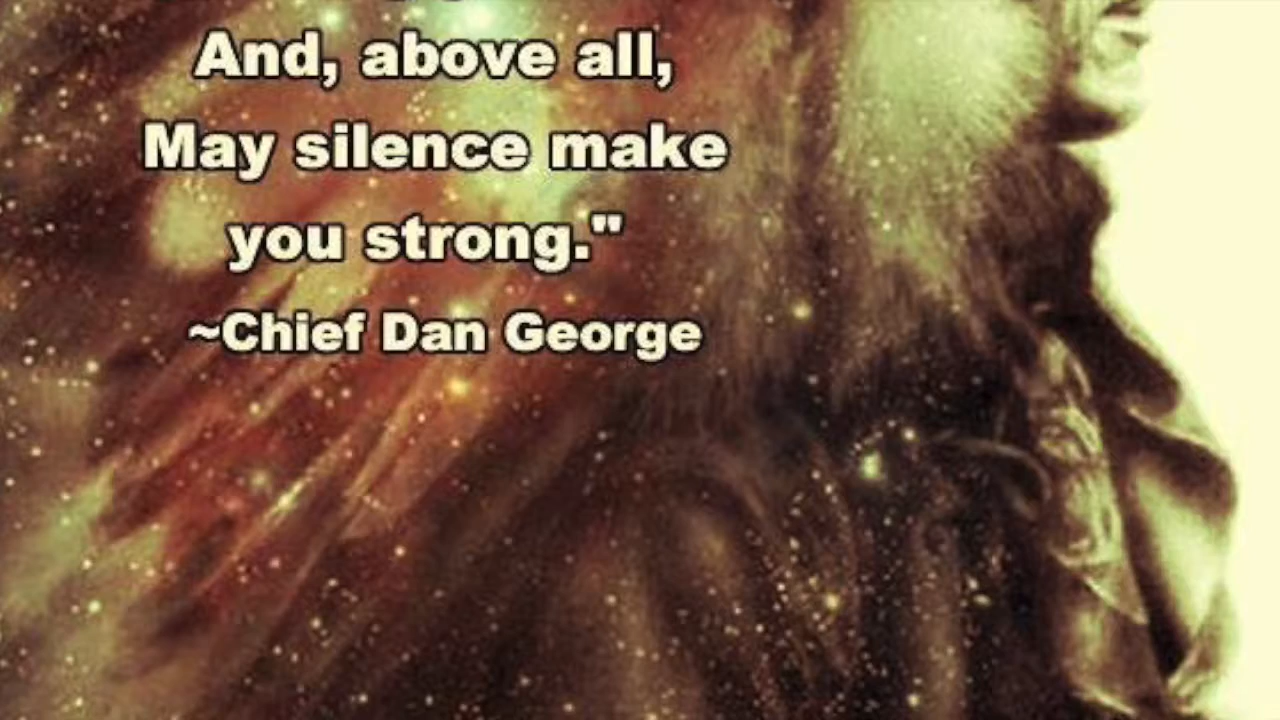 And, above all,
May silence make
you strong."
~Chief Dan George